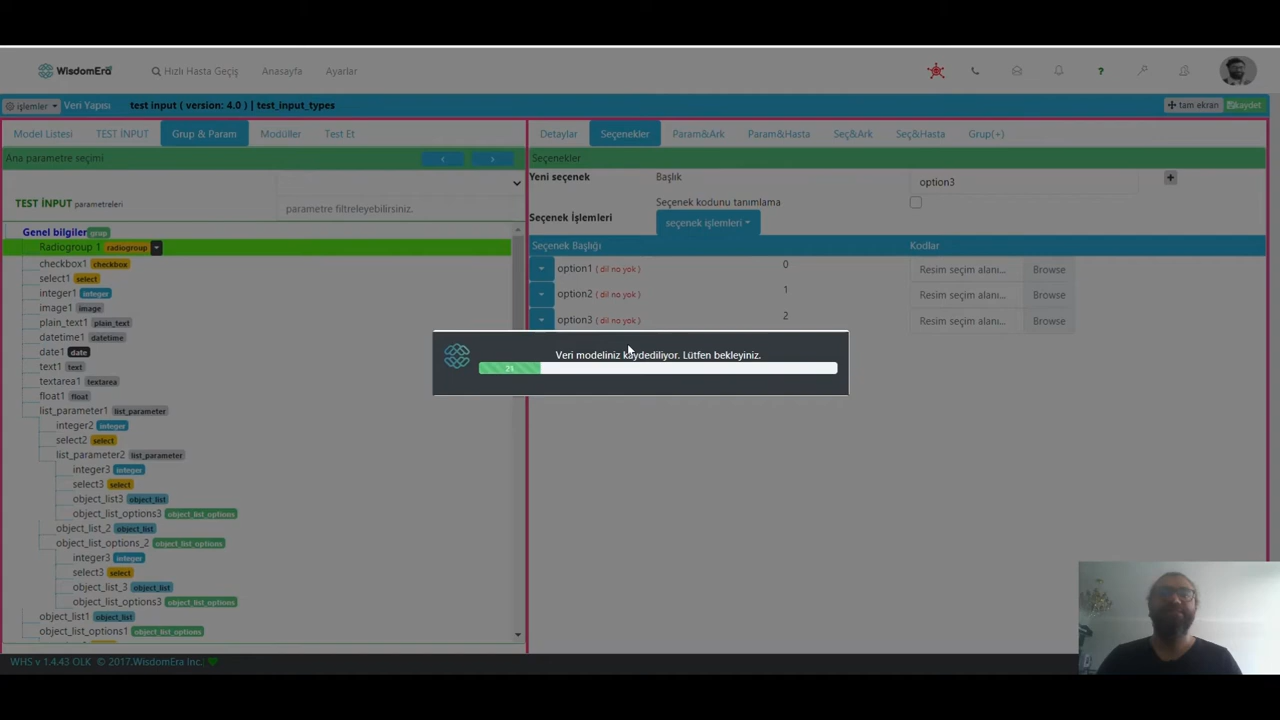 WisdomEra
Hızlı Hasta Geçiş
Anasayfa
Ayarlar
?
işlemler
Veri Yapısı
test input ( version: 4.0 ) | test_input_types
tam ekran
kaydet
Model Listesi
TEST İNPUT
Grup & Param
Modüller
Test Et
Detaylar
Seçenekler
Param&Ark
Param&Hasta
Seç&Ark
Seç&Hasta
Grup(+)
Ana parametre seçimi
<
>
TEST İNPUT parametreleri
parametre filtreleyebilirsiniz.
Genel bilgiler grup
Radiogroup 1 radiogroup
checkbox1 checkbox
select1 select
integer1 integer
image1 image
plain_text1 plain_text
datetime1 datetime
date1 date
text1 text
textarea1 textarea
float1 float
list_parameter1 list_parameter
integer2 integer
select2 select
list_parameter2 list_parameter
integer3 integer
select3 select
object_list3 object_list
object_list_options3 object_list_options
object_list_2 object_list
object_list_options_2 object_list_options
integer3 integer
select3 select
object_list_3 object_list
object_list_options3 object_list_options
object_list1 object_list
object_list_options1 object_list_options
Seçenekler
Yeni seçenek
Başlık
option3
+
Seçenek kodunu tanımlama
Seçenek İşlemleri
seçenek işlemleri
Seçenek Başlığı
Kodlar
option1 ( dil no yok )
0
Resim seçim alanı...
Browse
option2 ( dil no yok )
1
Resim seçim alanı...
Browse
option3 ( dil no yok )
2
Resim seçim alanı...
Browse
Veri modeliniz kaydediliyor. Lütfen bekleyiniz.
WHS v 1.4.43 OLK © 2017.WisdomEra Inc.